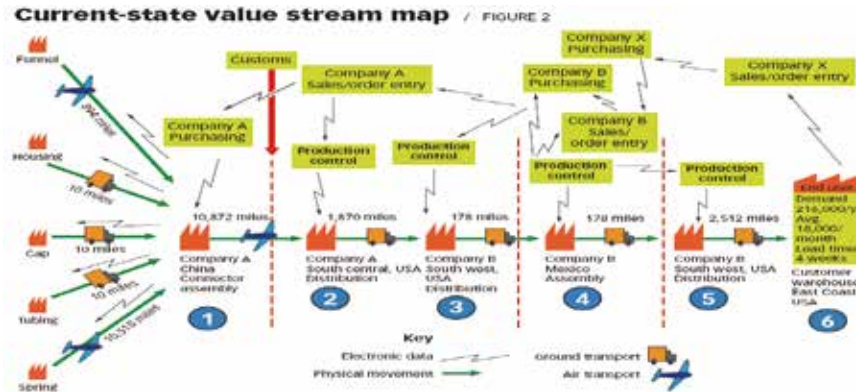 Current-state value stream map / FIGURE 2
Funnel
Housing
10 miles
Cap
10 miles
Tubing
10 miles
Spring
10,518 miles
Customs
Company A
Purchasing
Company A
Sales/order entry
Production
control
Production
control
Company X
Purchasing
Company B
Purchasing
Company B
Sales/
order entry
Production
control
Production
control
Company X
Sales/order entry
End user
Demand
Avg.
18,000/
month
Lead time
4 weeks
10,872 miles
1,870 miles
178 miles
178 miles
2,512 miles
Company A
China
Connector
assembly
Company A
South central, USA
Distribution
Company B
South west,
USA
Distribution
Company B
Mexico
Assembly
Company B
South west, USA
Distribution
Customer
warehouse
East Coast
USA
1
2
3
4
5
6
Key
Electronic data
Physical movement
Ground transport
Air transport